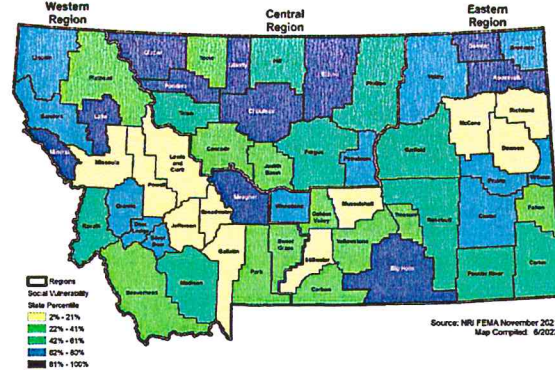 Western
Region
Central
Region
Eastern
Region
Lincoln
Flathead
Glacier
Toole
Liberty
Hill
Blaine
Phillips
Valley
Daniels
Sheridan
Roosevelt
Sanders
Lake
Pondera
Teton
Chouteau
Richland
McCone
Dawson
Mineral
Missoula
Lewis
and
Clark
Cascade
Judith
Basin
Fergus
Petroleum
Garfield
Prairie
Wibaux
Powell
Granite
Meagher
Wheatland
Golden
Valley
Musselshell
Treasure
Rosebud
Custer
Fallon
Ravalli
Deer
Lodge
Silver
Bow
Jefferson
Broadwater
Gallatin
Park
Sweet
Grass
Stillwater
Yellowstone
Big Horn
Powder River
Carter
Beaverhead
Madison
Carbon
Regions
Social Vulnerability
State Percentile
2% - 21%
22% - 41%
42% - 61%
62% - 80%
81% - 100%
Source: NRI FEMA November 202
Map Compiled: 6/202